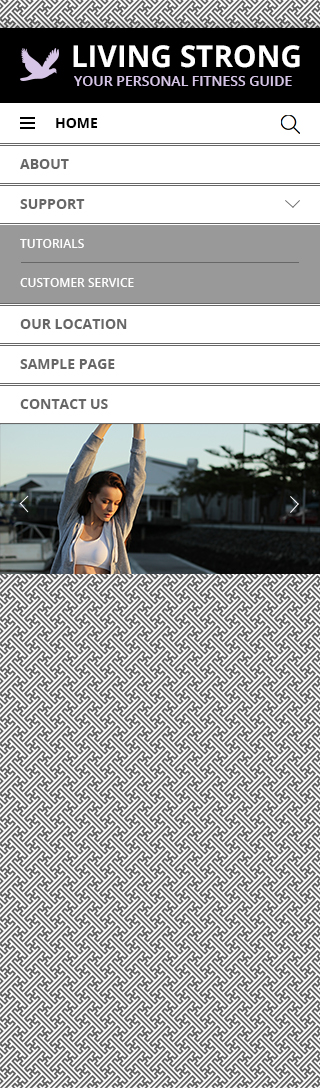 LIVING STRONG
YOUR PERSONAL FITNESS GUIDE
HOME
ABOUT
SUPPORT
TUTORIALS
CUSTOMER SERVICE
OUR LOCATION
SAMPLE PAGE
CONTACT US